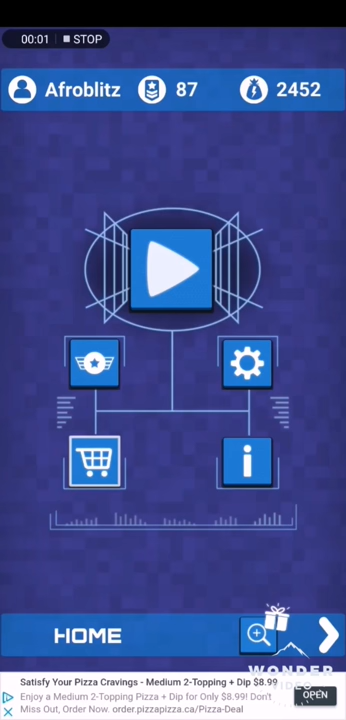 00:01 STOP
Afroblitz 87 2452
HOME
WONDER
VIDEO
Satisfy Your Pizza Cravings - Medium 2-Topping + Dip $8.99
Enjoy a Medium 2-Topping Pizza + Dip for Only $8.99! Don't
Miss Out, Order Now. order.pizzapizza.ca/Pizza-Deal
OPEN